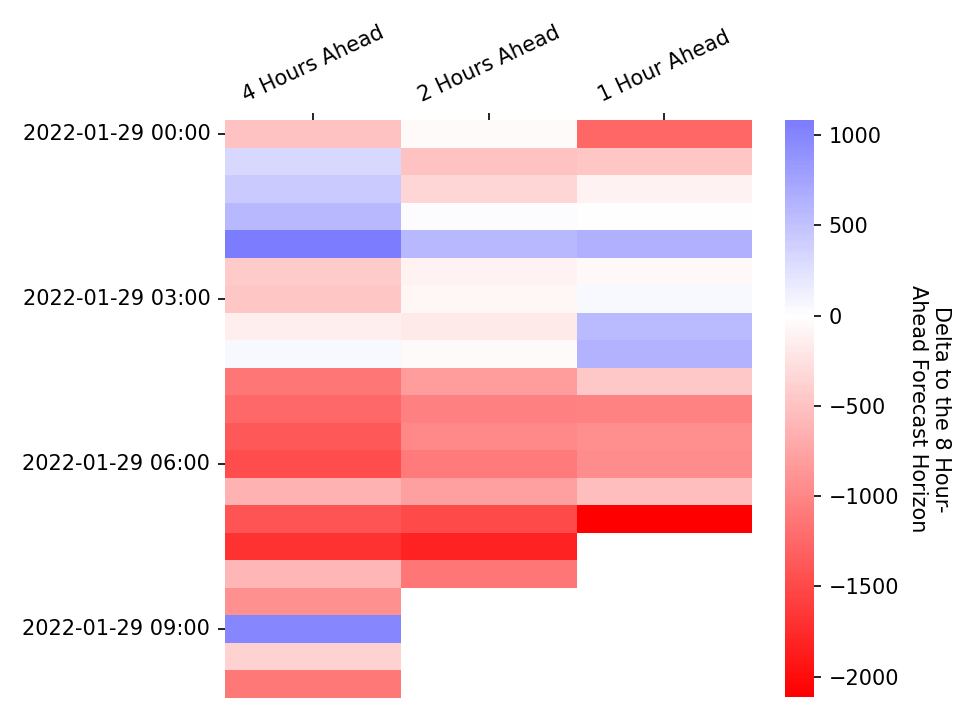 4 Hours Ahead
2 Hours Ahead
1 Hour Ahead
2022-01-29 00:00
2022-01-29 03:00
2022-01-29 06:00
2022-01-29 09:00
1000
500
0
−500
−1000
−1500
−2000
Delta to the 8 Hour-
Ahead Forecast Horizon